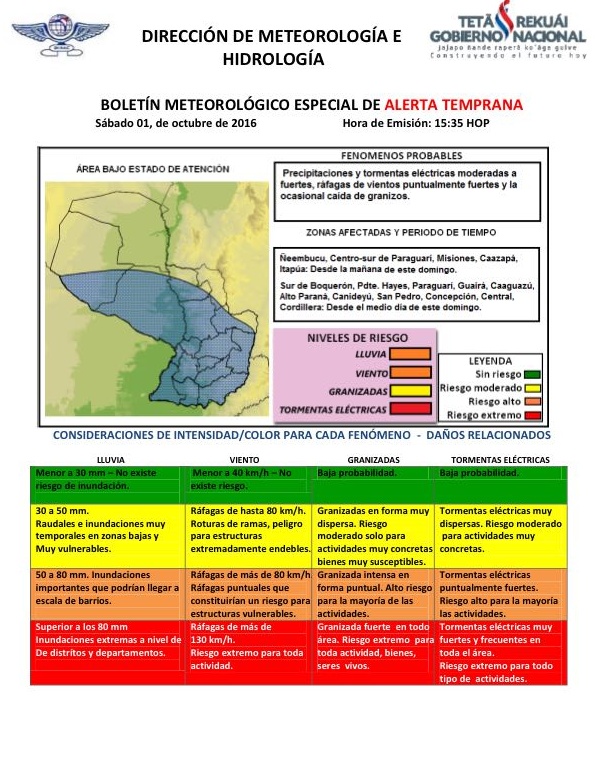 DIRECCIÓN DE METEOROLOGÍA E
HIDROLOGÍA
DINAC
TETÃ REKUÁI
GOBIERNO NACIONAL
Jajapo ñande raperã ko'ãga guive
Construyendo el futuro hoy
BOLETÍN METEOROLÓGICO ESPECIAL DE ALERTA TEMPRANA
Sábado 01, de octubre de 2016 Hora de Emisión: 15:35 HOP
ÁREA BAJO ESTADO DE ATENCIÓN
FENOMENOS PROBABLES
Precipitaciones y tormentas eléctricas moderadas a
fuertes, ráfagas de vientos puntualmente fuertes y la
ocasional caida de granizos.
ZONAS AFECTADAS Y PERIODO DE TIEMPO
Ñeembucu, Centro-sur de Paraguari, Misiones, Caazapá,
Itapúa: Desde la mañana de este domingo.
Sur de Boquerón, Pdte. Hayes, Paraguarí, Guairá, Caaguazú,
Alto Paraná, Canideyú, San Pedro, Concepción, Central,
Cordillera: Desde el medio día de este domingo.
NIVELES DE RIESGO
LLUVIA
VIENTO
GRANIZADAS
TORMENTAS ELÉCTRICAS
LEYENDA
Sin riesgo
Riesgo moderado
Riesgo alto
Riesgo extremo
CONSIDERACIONES DE INTENSIDAD/COLOR PARA CADA FENÓMENO - DAÑOS RELACIONADOS
LLUVIA VIENTO GRANIZADAS TORMENTAS ELÉCTRICAS
Menor a 30 mm – No existe
riesgo de inundación.
Menor a 40 km/h – No
existe riesgo.
Baja probabilidad.
Baja probabilidad.
30 a 50 mm.
Raudales e inundaciones muy
temporales en zonas bajas y
Muy vulnerables.
Ráfagas de hasta 80 km/h.
Roturas de ramas, peligro
para estructuras
extremadamente endebles.
Granizadas en forma muy
dispersa. Riesgo
moderado solo para
actividades muy concretas
bienes muy susceptibles.
Tormentas eléctricas muy
dispersas. Riesgo moderado
para actividades muy
concretas.
50 a 80 mm. Inundaciones
importantes que podrían llegar a
escala de barrios.
Ráfagas de más de 80 km/h
Ráfagas puntuales que
constituirían un riesgo para
estructuras vulnerables.
Granizada intensa en
forma puntual. Alto riesgo
para la mayoría de las
actividades.
Tormentas eléctricas
puntualmente fuertes.
Riesgo alto para la mayoría
las actividades.
Superior a los 80 mm
Inundaciones extremas a nivel de
De distrítos y departamentos.
Ráfagas de más de
130 km/h.
Riesgo extremo para toda
actividad.
Granizada fuerte en todo
área. Riesgo extremo para
toda actividad, bienes,
seres vivos.
Tormentas eléctricas muy
fuertes y frecuentes en
toda el área.
Riesgo extremo para todo
tipo de actividades.